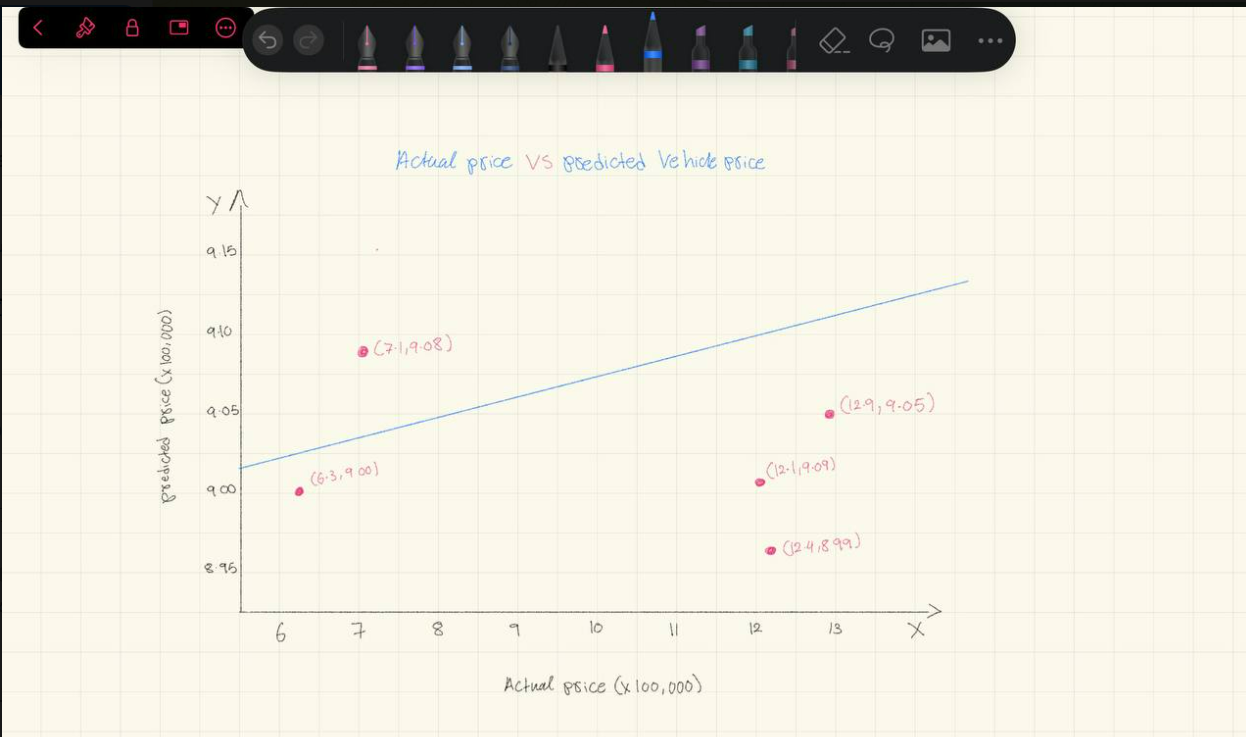 Actual price VS predicted Vehicle price
Y
9.15
9.10
9.05
9.00
8.95
predicted price (x100,000)
(7.1,9.08)
(12.9,9.05)
(6.3,9.00)
(12.1,9.09)
(12.4,8.99)
6 7 8 9 10 11 12 13 X
Actual price (x100,000)